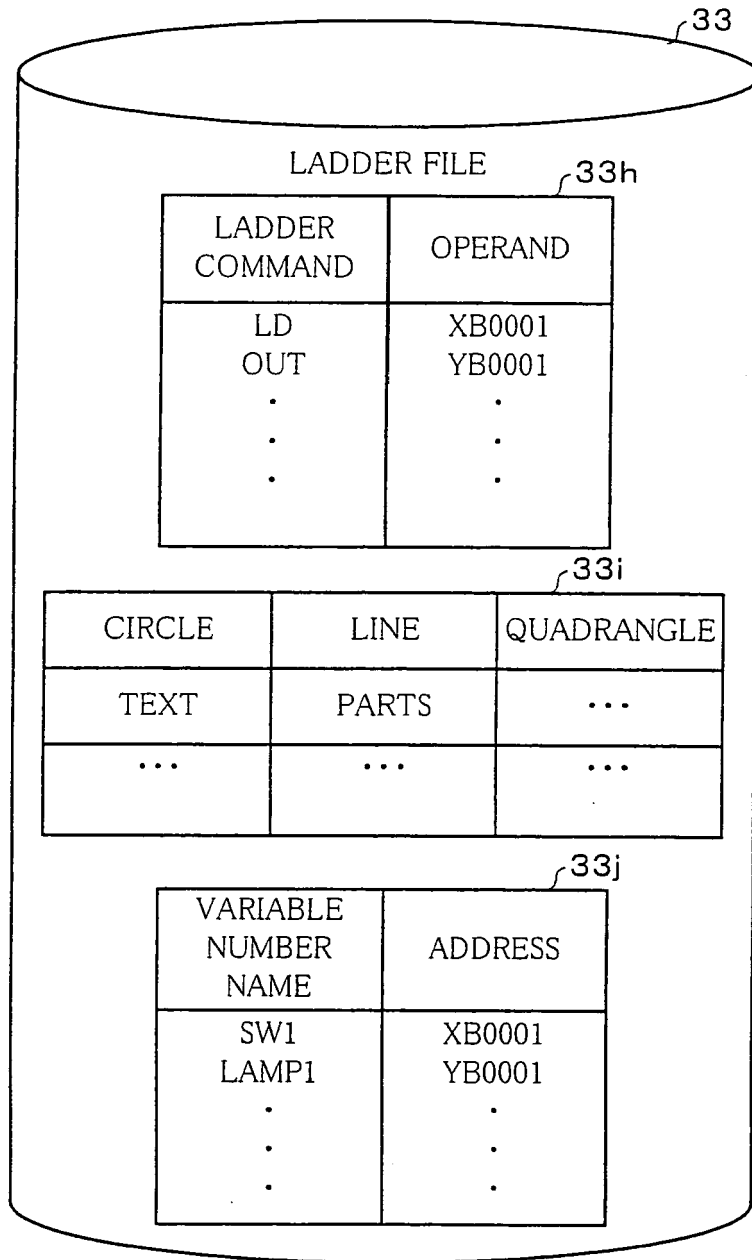 33
LADDER FILE
33h
LADDER COMMAND OPERAND
LD XB0001
OUT YB0001
. .
. .
. .
33i
CIRCLE LINE QUADRANGLE
TEXT PARTS ...
... ... ...
33j
VARIABLE NUMBER NAME ADDRESS
SW1 XB0001
LAMP1 YB0001
. .
. .
. .